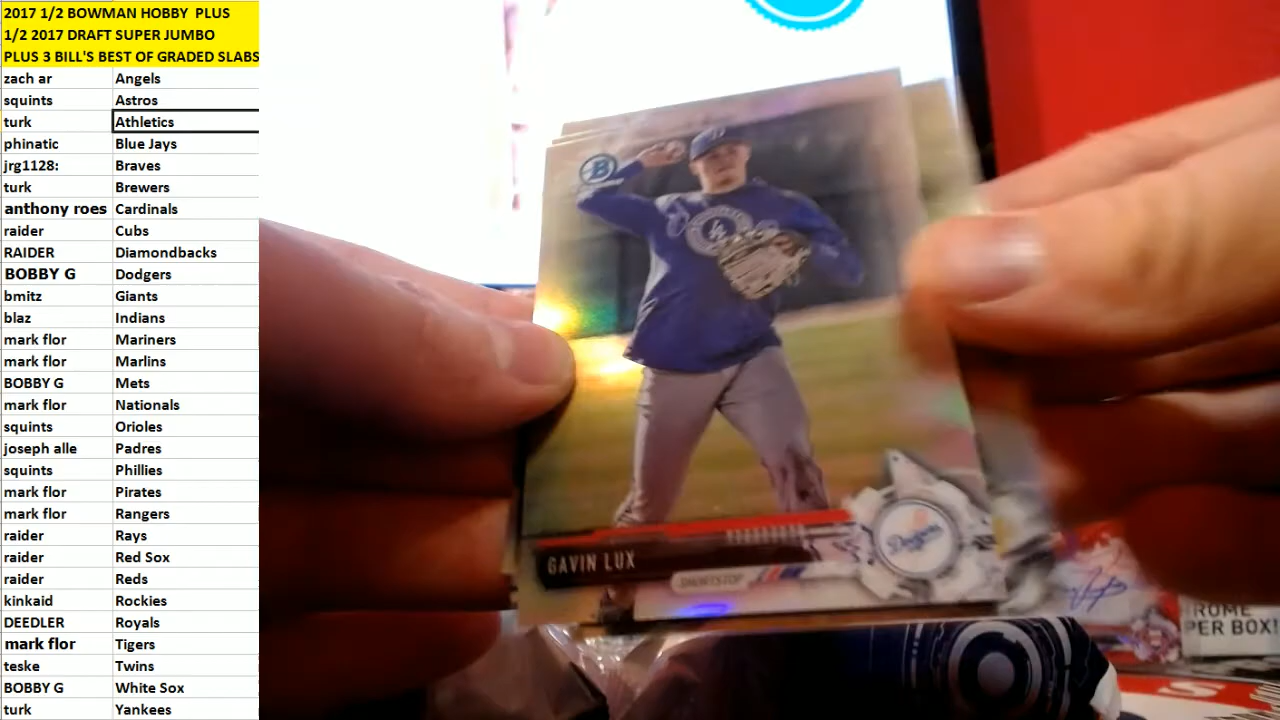 2017 1/2 BOWMAN HOBBY PLUS
1/2 2017 DRAFT SUPER JUMBO
PLUS 3 BILL'S BEST OF GRADED SLABS
zach ar Angels
squints Astros
turk Athletics
phinatic Blue Jays
jrg1128: Braves
turk Brewers
anthony roes Cardinals
raider Cubs
RAIDER Diamondbacks
BOBBY G Dodgers
bmitz Giants
blaz Indians
mark flor Mariners
mark flor Marlins
BOBBY G Mets
mark flor Nationals
squints Orioles
joseph alle Padres
squints Phillies
mark flor Pirates
mark flor Rangers
raider Rays
raider Red Sox
raider Reds
kinkaid Rockies
DEEDLER Royals
mark flor Tigers
teske Twins
BOBBY G White Sox
turk Yankees
B
LA
Dodgers
GAVIN LUX
SHORTSTOP
ROME
PER BOX!